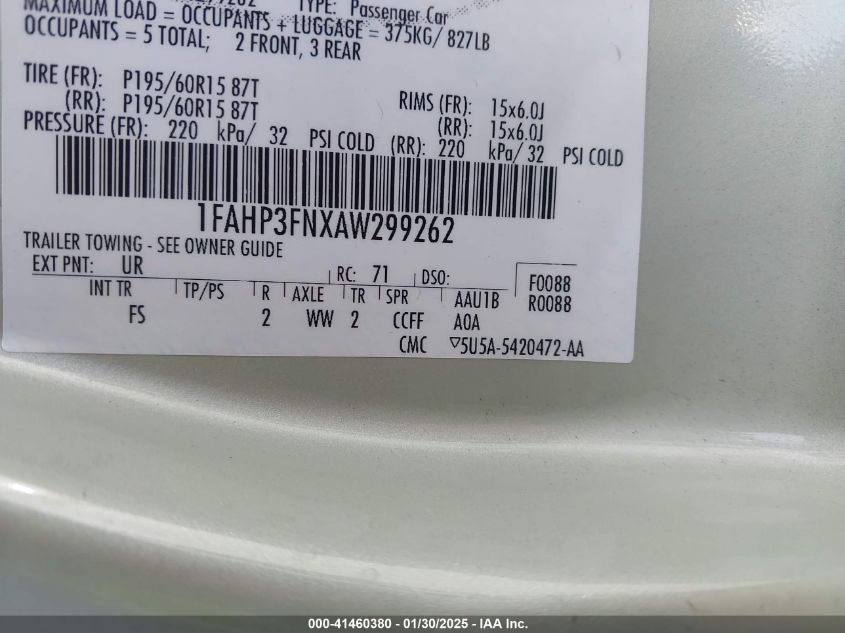 TYPE: Passenger Car
MAXIMUM LOAD = OCCUPANTS + LUGGAGE = 375KG/ 827LB
OCCUPANTS = 5 TOTAL; 2 FRONT, 3 REAR
TIRE (FR): P195/60R15 87T RIMS (FR): 15x6.0J
(RR): P195/60R15 87T (RR): 15x6.0J
PRESSURE (FR): 220 kPa/ 32 PSI COLD (RR): 220 kPa/ 32 PSI COLD
1FAHP3FNXAW299262
TRAILER TOWING - SEE OWNER GUIDE
EXT PNT: UR RC: 71 DSO: F0088
INT TR TP/PS R AXLE TR SPR AAU1B R0088
FS 2 WW 2 CCFF A0A
CMC ▽5U5A-5420472-AA
000-41460380 - 01/30/2025 - IAA Inc.